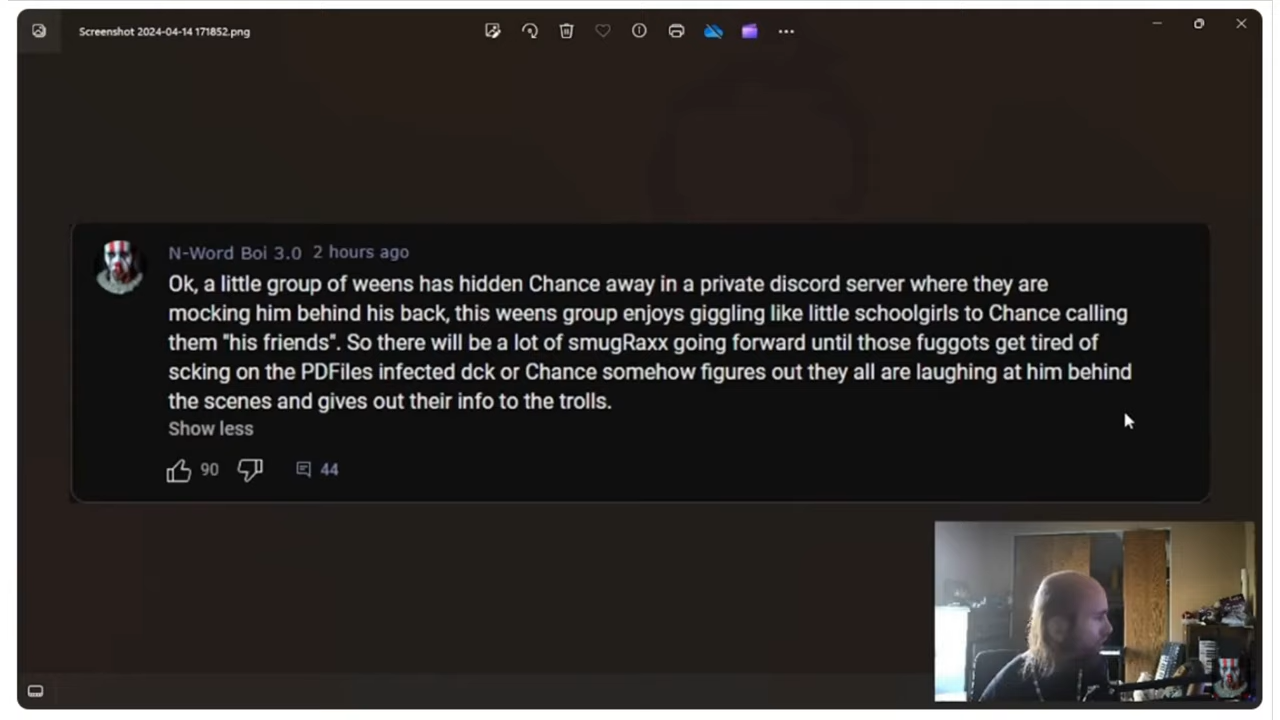 Screenshot 2024-04-14 171852.png
N-Word Boi 3.0 2 hours ago
Ok, a little group of weens has hidden Chance away in a private discord server where they are
mocking him behind his back, this weens group enjoys giggling like little schoolgirls to Chance calling
them "his friends". So there will be a lot of smugRaxx going forward until those fuggots get tired of
scking on the PDFiles infected dck or Chance somehow figures out they all are laughing at him behind
the scenes and gives out their info to the trolls.
Show less
90 44